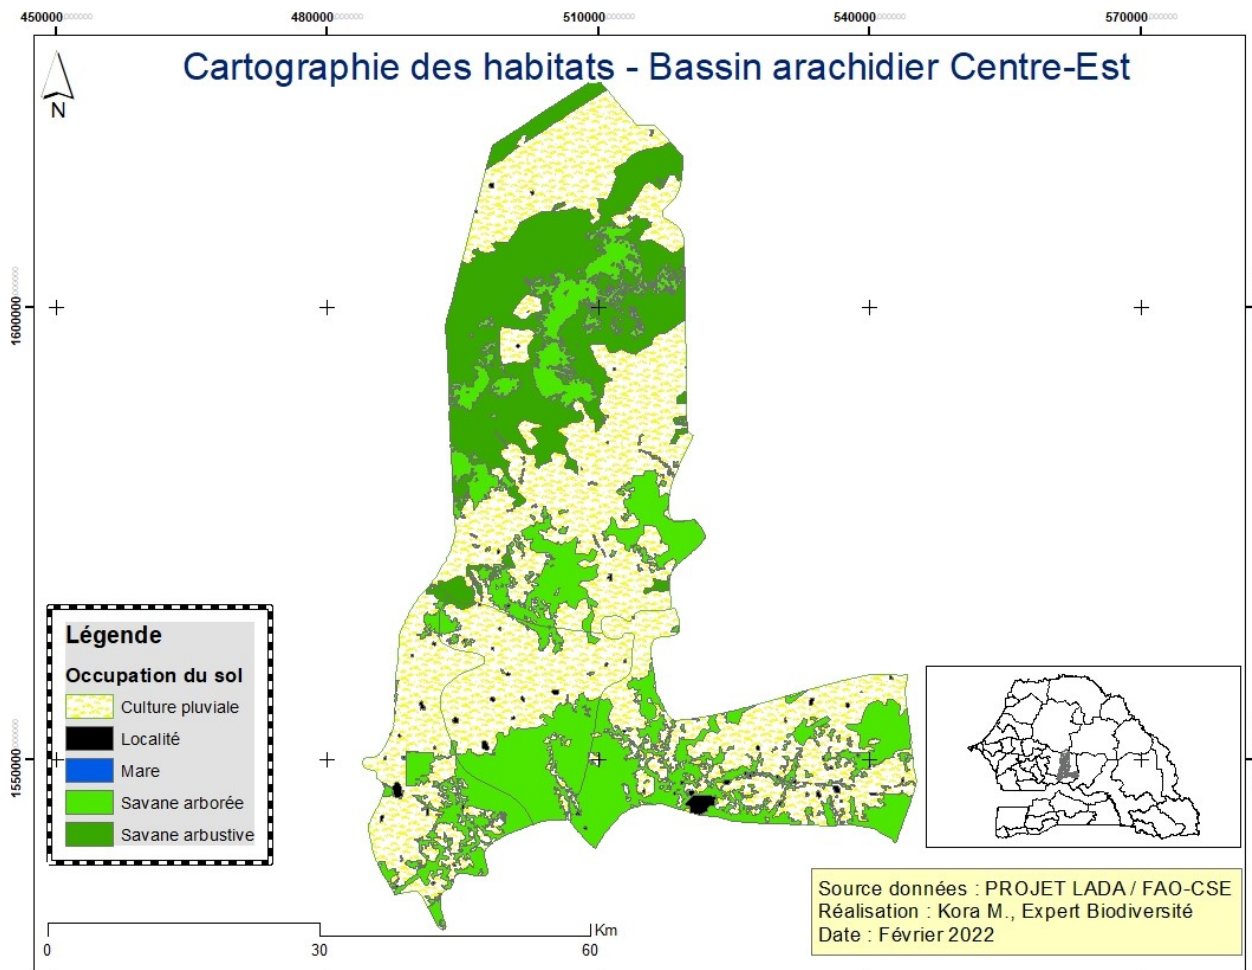 450000 480000 510000 540000 570000
Cartographie des habitats - Bassin arachidier Centre-Est
N
1600000
Légende
Occupation du sol
Culture pluviale
Localité
Mare
Savane arborée
Savane arbustive
1550000
Source données : PROJET LADA / FAO-CSE
Réalisation : Kora M., Expert Biodiversité
Date : Février 2022
Km
0 30 60